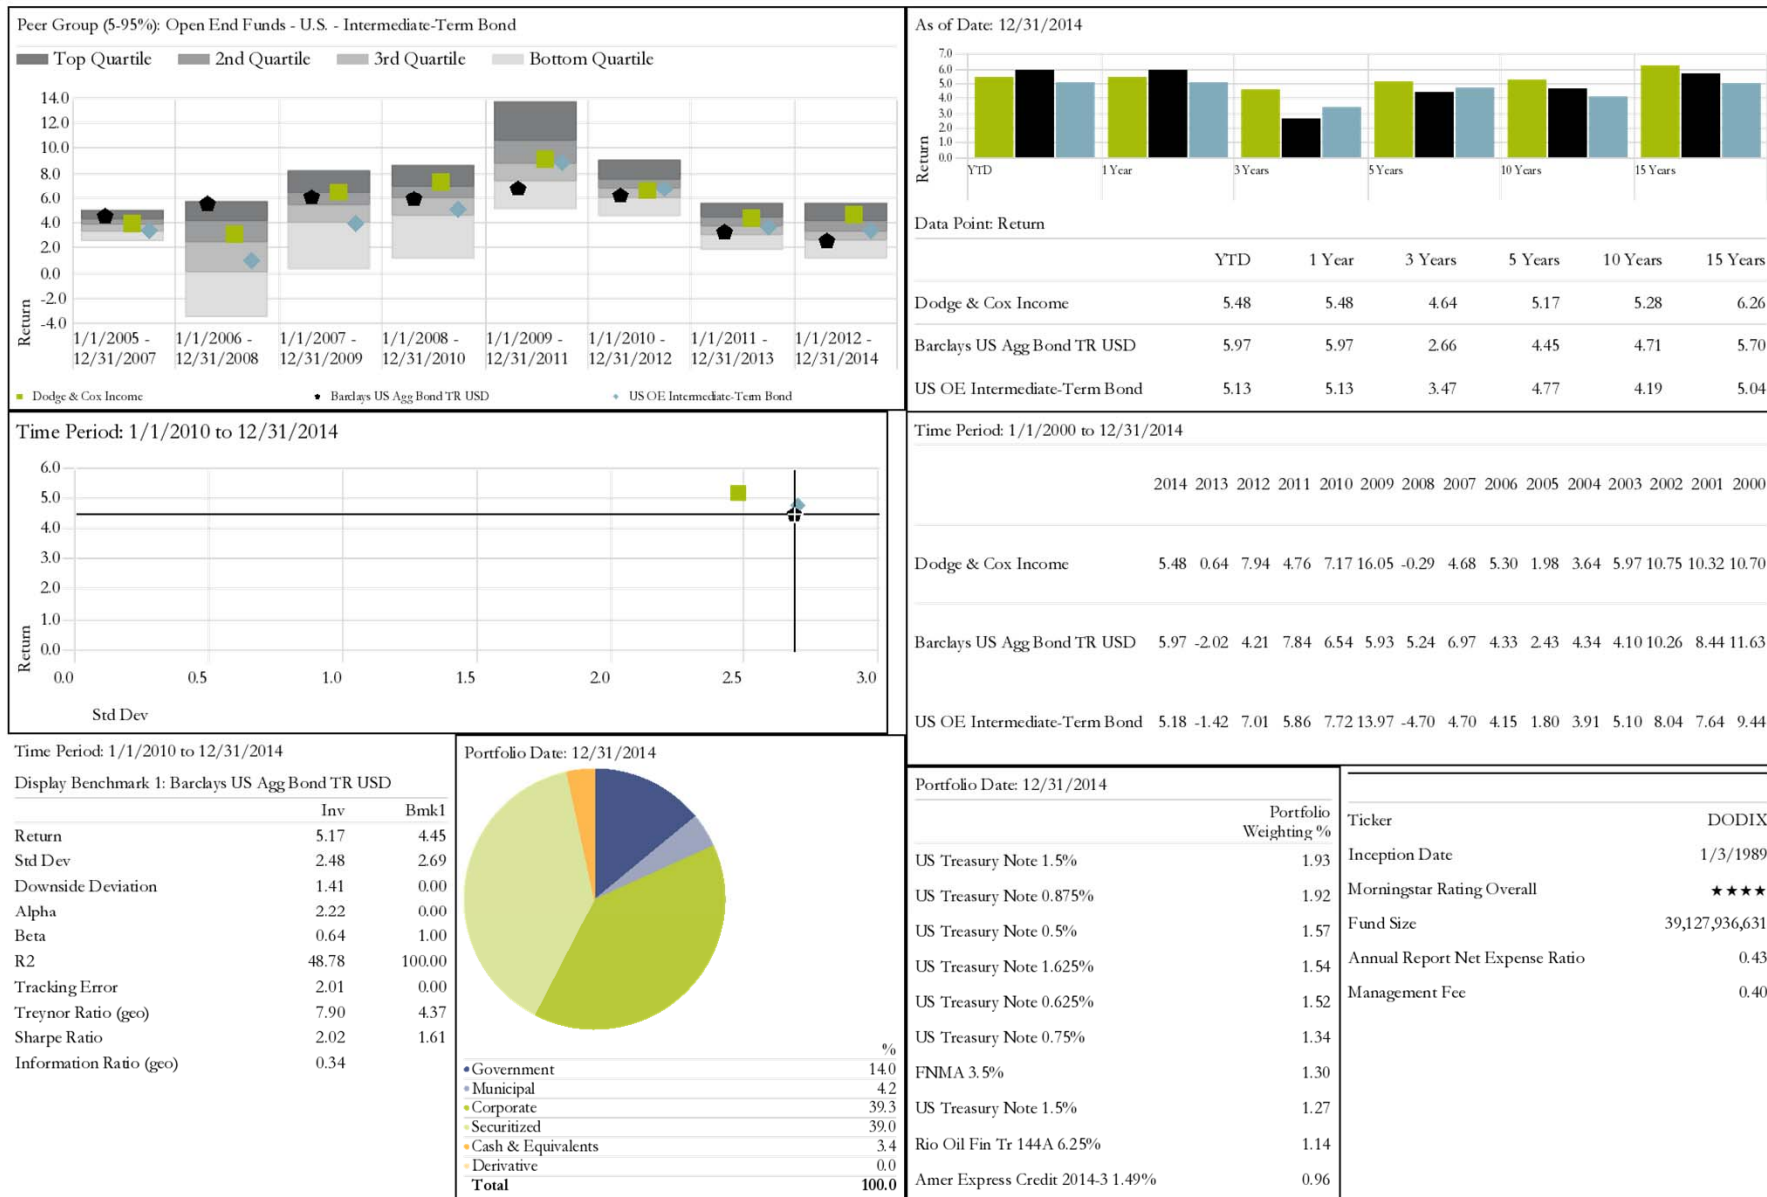 Peer Group (5-95%): Open End Funds - U.S. - Intermediate-Term Bond
Top Quartile 2nd Quartile 3rd Quartile Bottom Quartile
14.0
12.0
10.0
8.0
6.0
4.0
2.0
0.0
-2.0
-4.0
Return
1/1/2005 - 1/1/2006 - 1/1/2007 - 1/1/2008 - 1/1/2009 - 1/1/2010 - 1/1/2011 - 1/1/2012 -
12/31/2007 12/31/2008 12/31/2009 12/31/2010 12/31/2011 12/31/2012 12/31/2013 12/31/2014
Dodge & Cox Income Barclays US Agg Bond TR USD US OE Intermediate-Term Bond
As of Date: 12/31/2014
7.0
6.0
5.0
4.0
3.0
2.0
1.0
0.0
Return
YTD 1 Year 3 Years 5 Years 10 Years 15 Years
Data Point: Return
YTD 1 Year 3 Years 5 Years 10 Years 15 Years
Dodge & Cox Income 5.48 5.48 4.64 5.17 5.28 6.26
Barclays US Agg Bond TR USD 5.97 5.97 2.66 4.45 4.71 5.70
US OE Intermediate-Term Bond 5.13 5.13 3.47 4.77 4.19 5.04
Time Period: 1/1/2010 to 12/31/2014
6.0
5.0
4.0
3.0
2.0
1.0
0.0
Return
0.0 0.5 1.0 1.5 2.0 2.5 3.0
Std Dev
Time Period: 1/1/2000 to 12/31/2014
2014 2013 2012 2011 2010 2009 2008 2007 2006 2005 2004 2003 2002 2001 2000
Dodge & Cox Income 5.48 0.64 7.94 4.76 7.17 16.05 -0.29 4.68 5.30 1.98 3.64 5.97 10.75 10.32 10.70
Barclays US Agg Bond TR USD 5.97 -2.02 4.21 7.84 6.54 5.93 5.24 6.97 4.33 2.43 4.34 4.10 10.26 8.44 11.63
US OE Intermediate-Term Bond 5.18 -1.42 7.01 5.86 7.72 13.97 -4.70 4.70 4.15 1.80 3.91 5.10 8.04 7.64 9.44
Time Period: 1/1/2010 to 12/31/2014
Display Benchmark 1: Barclays US Agg Bond TR USD
Inv Bmk1
Return 5.17 4.45
Std Dev 2.48 2.69
Downside Deviation 1.41 0.00
Alpha 2.22 0.00
Beta 0.64 1.00
R2 48.78 100.00
Tracking Error 2.01 0.00
Treynor Ratio (geo) 7.90 4.37
Sharpe Ratio 2.02 1.61
Information Ratio (geo) 0.34
Portfolio Date: 12/31/2014
%
Government 14.0
Municipal 4.2
Corporate 39.3
Securitized 39.0
Cash & Equivalents 3.4
Derivative 0.0
Total 100.0
Portfolio Date: 12/31/2014
Portfolio
Weighting %
US Treasury Note 1.5% 1.93
US Treasury Note 0.875% 1.92
US Treasury Note 0.5% 1.57
US Treasury Note 1.625% 1.54
US Treasury Note 0.625% 1.52
US Treasury Note 0.75% 1.34
FNMA 3.5% 1.30
US Treasury Note 1.5% 1.27
Rio Oil Fin Tr 144A 6.25% 1.14
Amer Express Credit 2014-3 1.49% 0.96
Ticker DODIX
Inception Date 1/3/1989
Morningstar Rating Overall ★★★★
Fund Size 39,127,936,631
Annual Report Net Expense Ratio 0.43
Management Fee 0.40